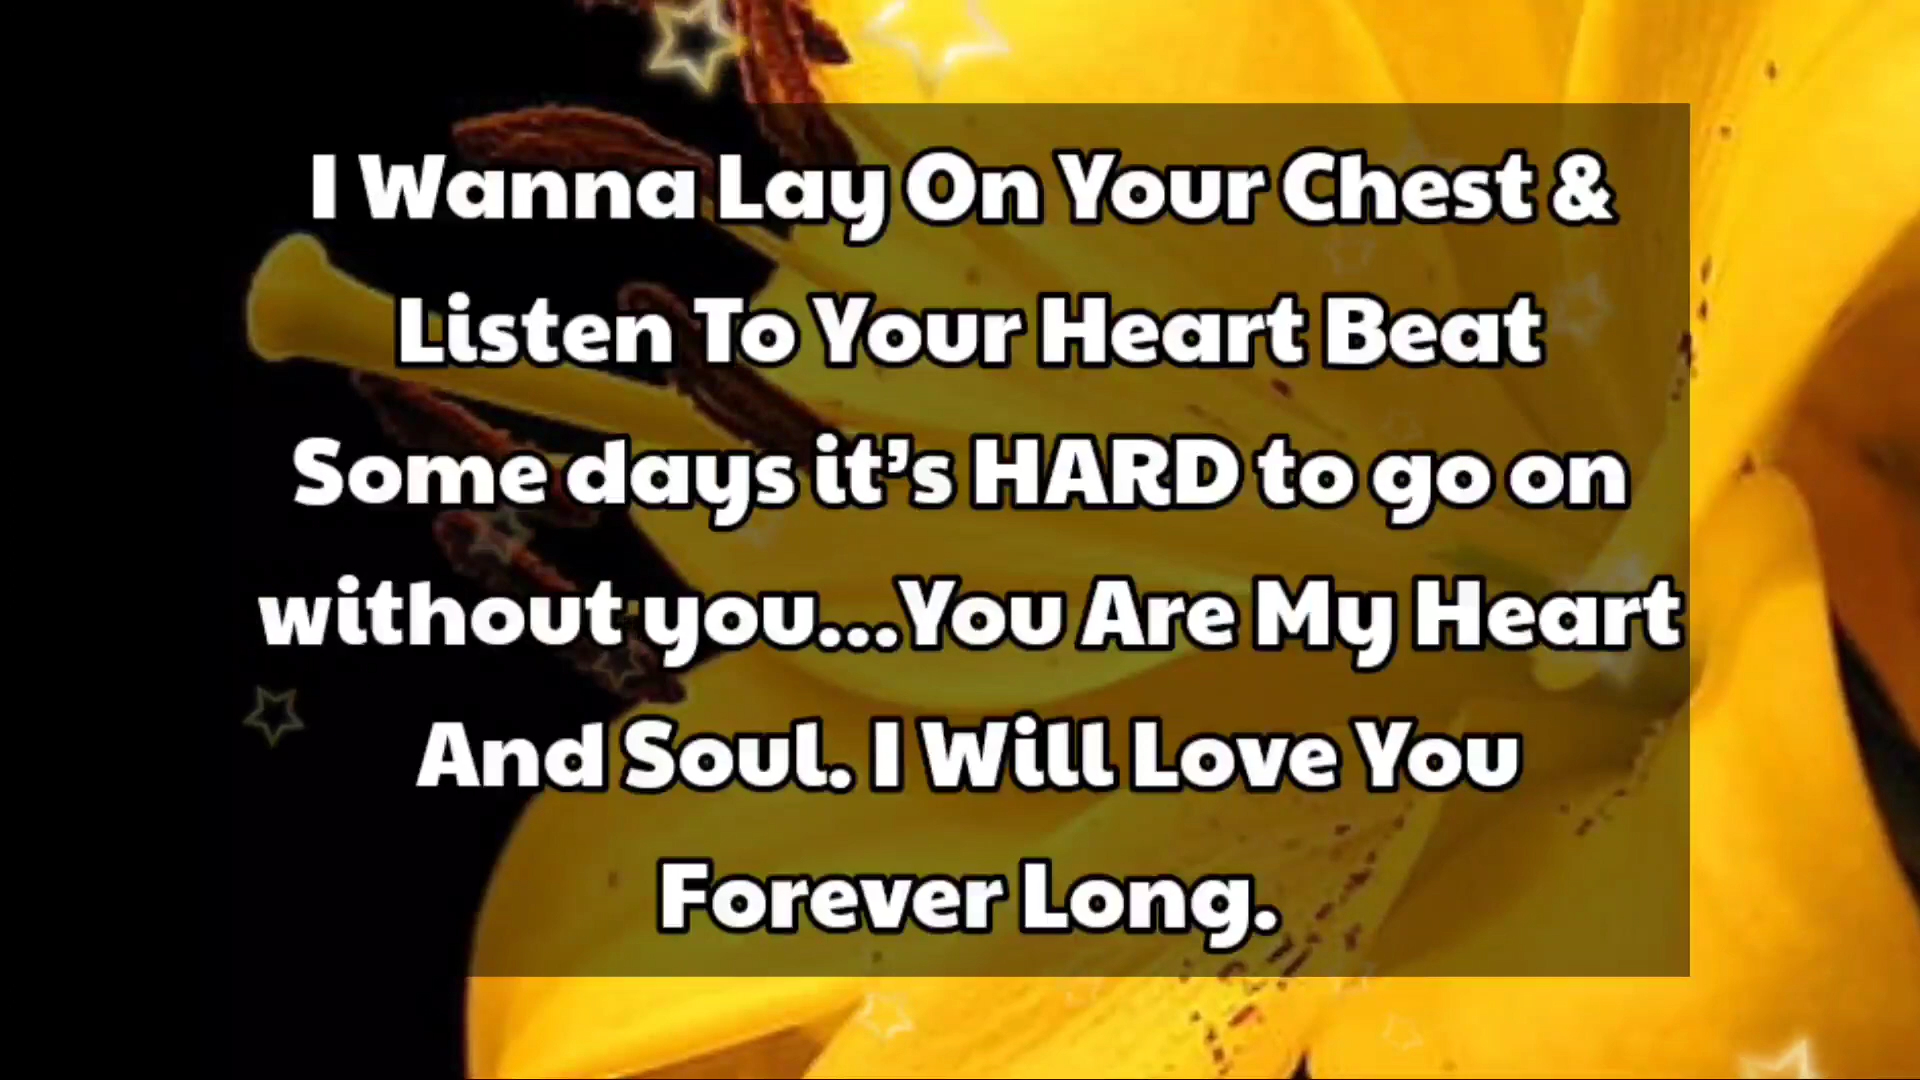 I Wanna Lay On Your Chest &
Listen To Your Heart Beat
Some days it's HARD to go on
without you...You Are My Heart
And Soul. I Will Love You
Forever Long.